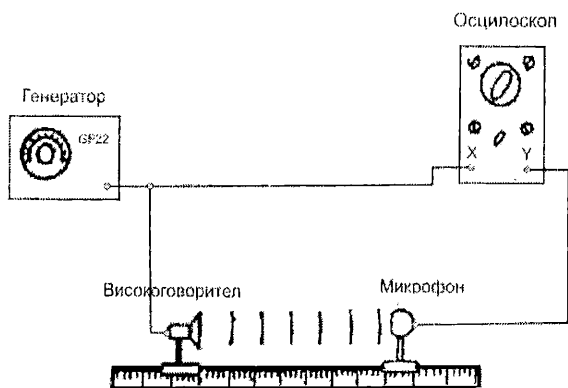 Осцилоскоп
Генератор
GF22
X Y
Високоговорител
Микрофон